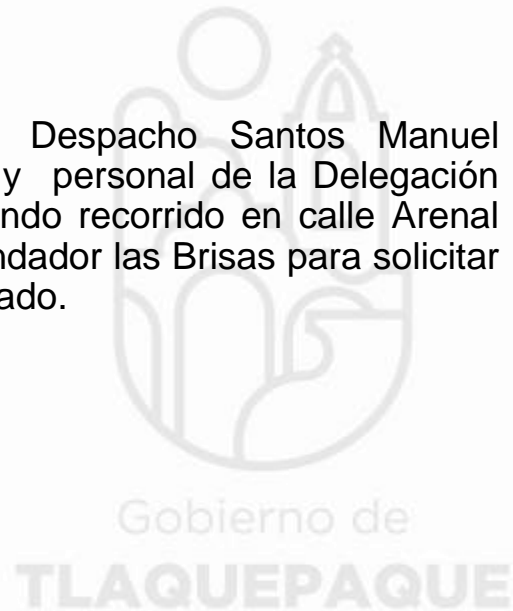 Despacho Santos Manuel
y personal de la Delegación
ndo recorrido en calle Arenal
ndador las Brisas para solicitar
ado.
Gobierno de
TLAQUEPAQUE